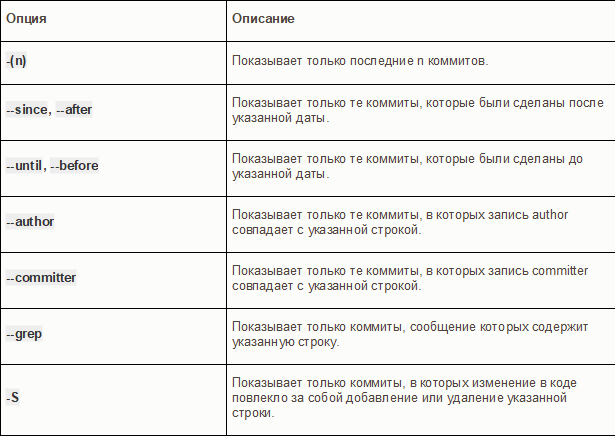 Опция Описание
-(n) Показывает только последние n коммитов.
--since, --after Показывает только те коммиты, которые были сделаны после
указанной даты.
--until, --before Показывает только те коммиты, которые были сделаны до
указанной даты.
--author Показывает только те коммиты, в которых запись author
совпадает с указанной строкой.
--committer Показывает только те коммиты, в которых запись committer
совпадает с указанной строкой.
--grep Показывает только коммиты, сообщение которых содержит
указанную строку.
-S Показывает только коммиты, в которых изменение в коде
повлекло за собой добавление или удаление указанной
строки.